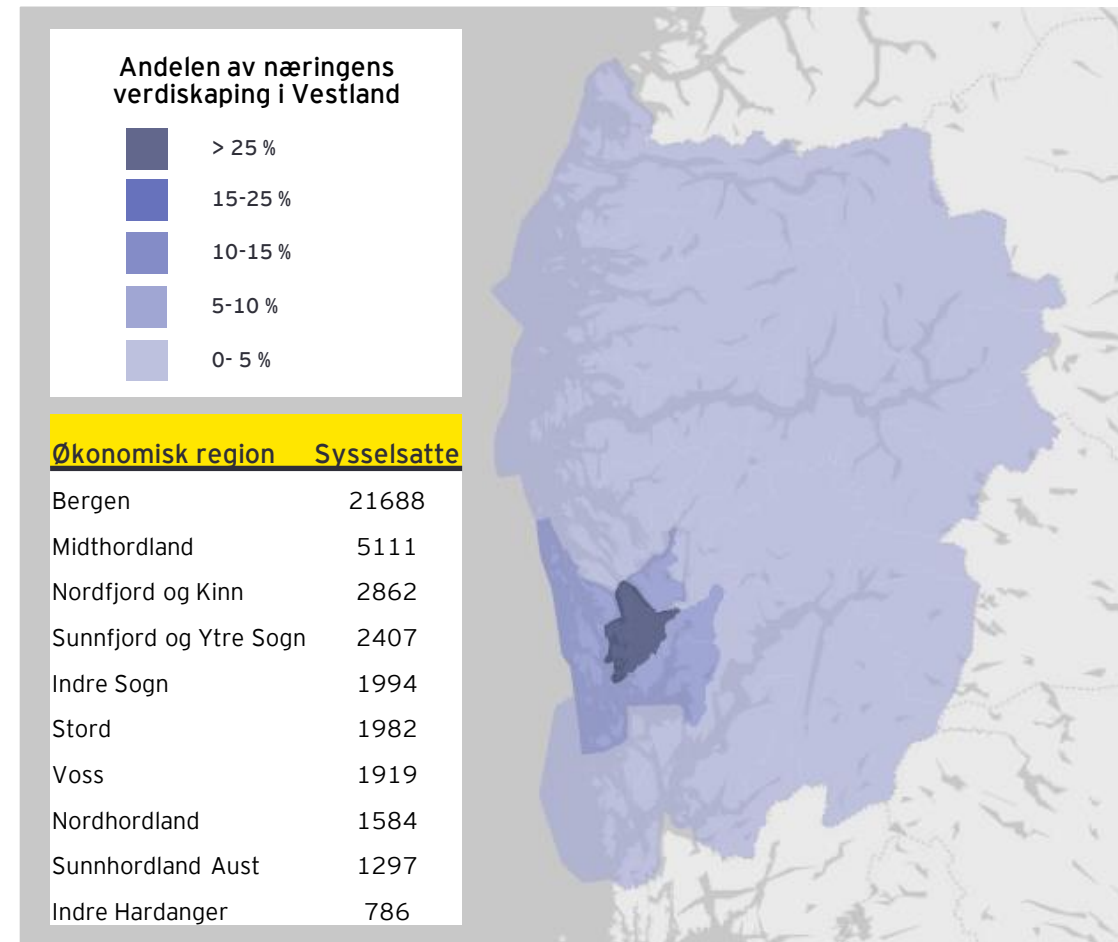 Andelen av næringens
verdiskaping i Vestland
> 25 %
15-25 %
10-15 %
5-10 %
0- 5 %
Økonomisk region Sysselsatte
Bergen 21688
Midthordland 5111
Nordfjord og Kinn 2862
Sunnfjord og Ytre Sogn 2407
Indre Sogn 1994
Stord 1982
Voss 1919
Nordhordland 1584
Sunnhordland Aust 1297
Indre Hardanger 786